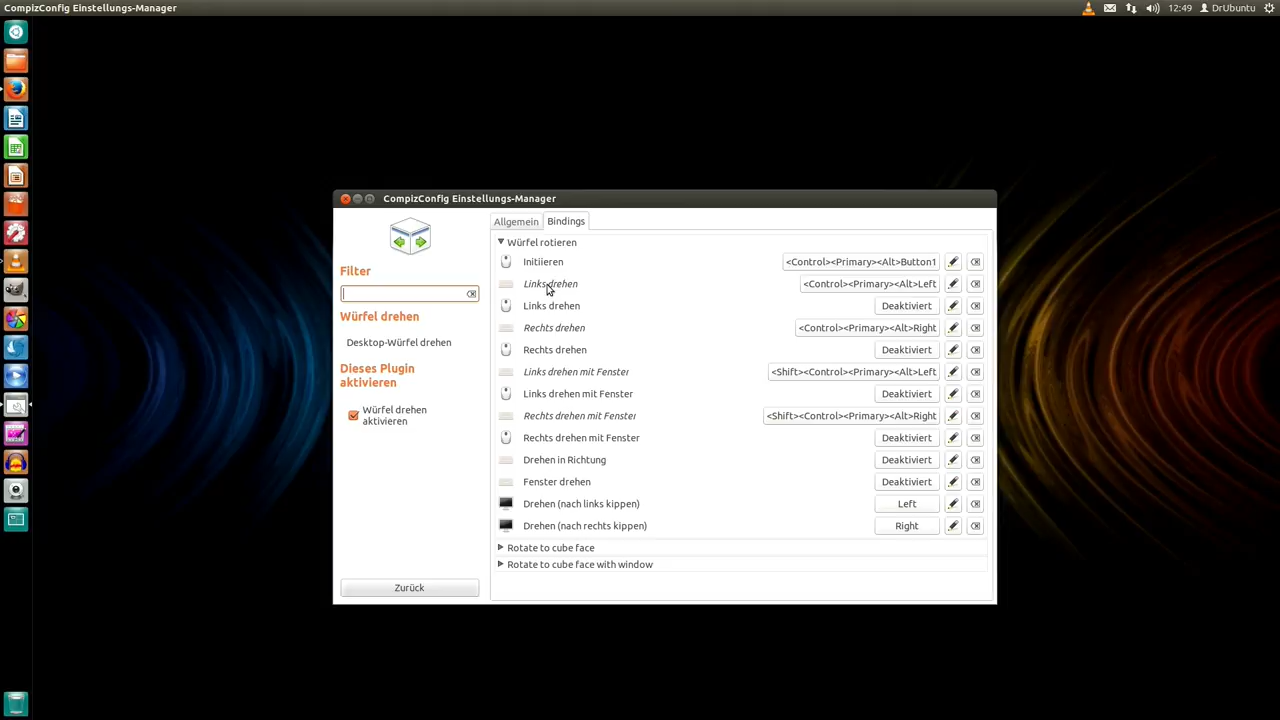 CompizConfig Einstellungs-Manager
12:49 DrUbuntu
CompizConfig Einstellungs-Manager
Allgemein Bindings
Filter
Würfel drehen
Desktop-Würfel drehen
Dieses Plugin
aktivieren
Würfel drehen
aktivieren
Zurück
Würfel rotieren
Initiieren <Control><Primary><Alt>Button1
Links drehen <Control><Primary><Alt>Left
Links drehen Deaktiviert
Rechts drehen <Control><Primary><Alt>Right
Rechts drehen Deaktiviert
Links drehen mit Fenster <Shift><Control><Primary><Alt>Left
Links drehen mit Fenster Deaktiviert
Rechts drehen mit Fenster <Shift><Control><Primary><Alt>Right
Rechts drehen mit Fenster Deaktiviert
Drehen in Richtung Deaktiviert
Fenster drehen Deaktiviert
Drehen (nach links kippen) Left
Drehen (nach rechts kippen) Right
Rotate to cube face
Rotate to cube face with window